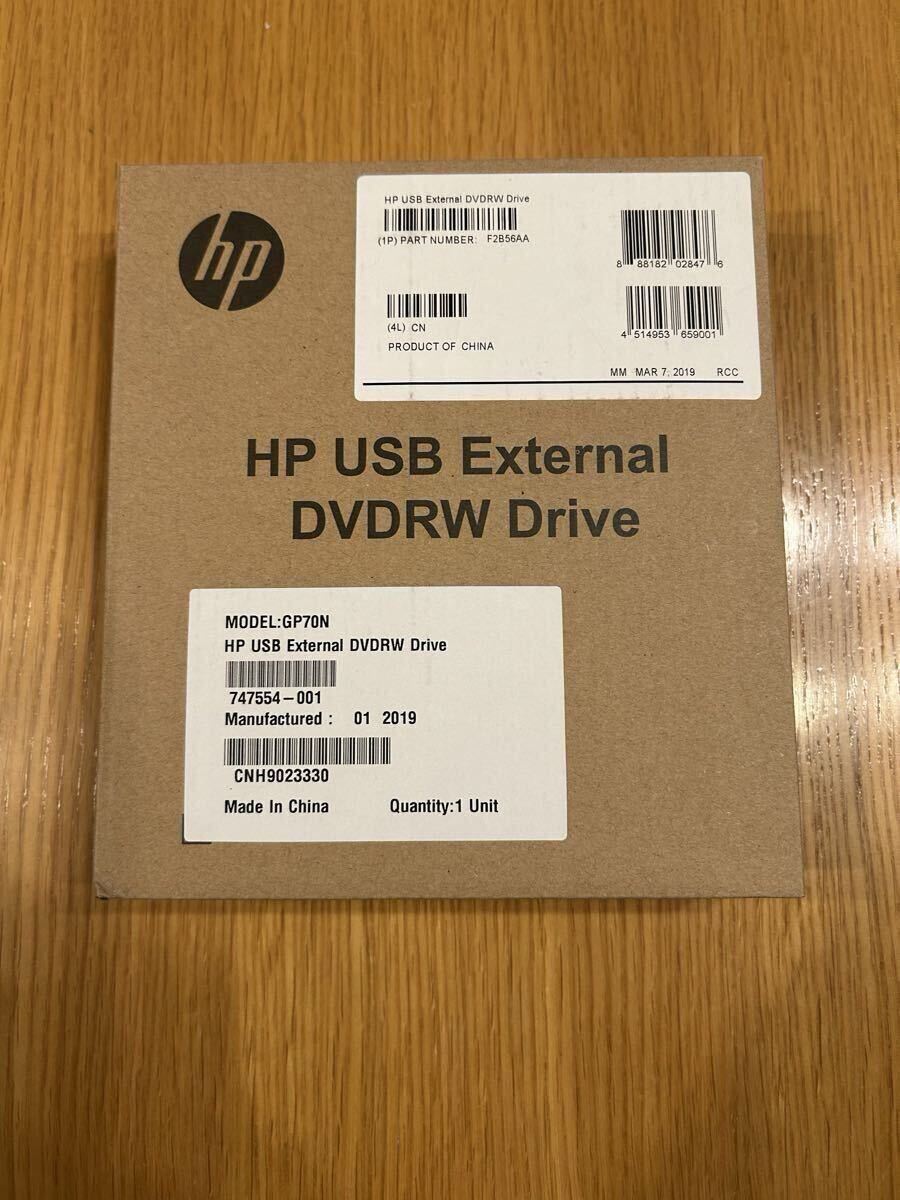 hp
HP USB External DVDRW Drive
(1P) PART NUMBER: F2B56AA
8 88182 02847 6
(4L) CN
4 514953 659001
PRODUCT OF CHINA
MM MAR 7, 2019 RCC
HP USB External
DVDRW Drive
MODEL:GP70N
HP USB External DVDRW Drive
747554-001
Manufactured : 01 2019
CNH9023330
Made In China Quantity:1 Unit